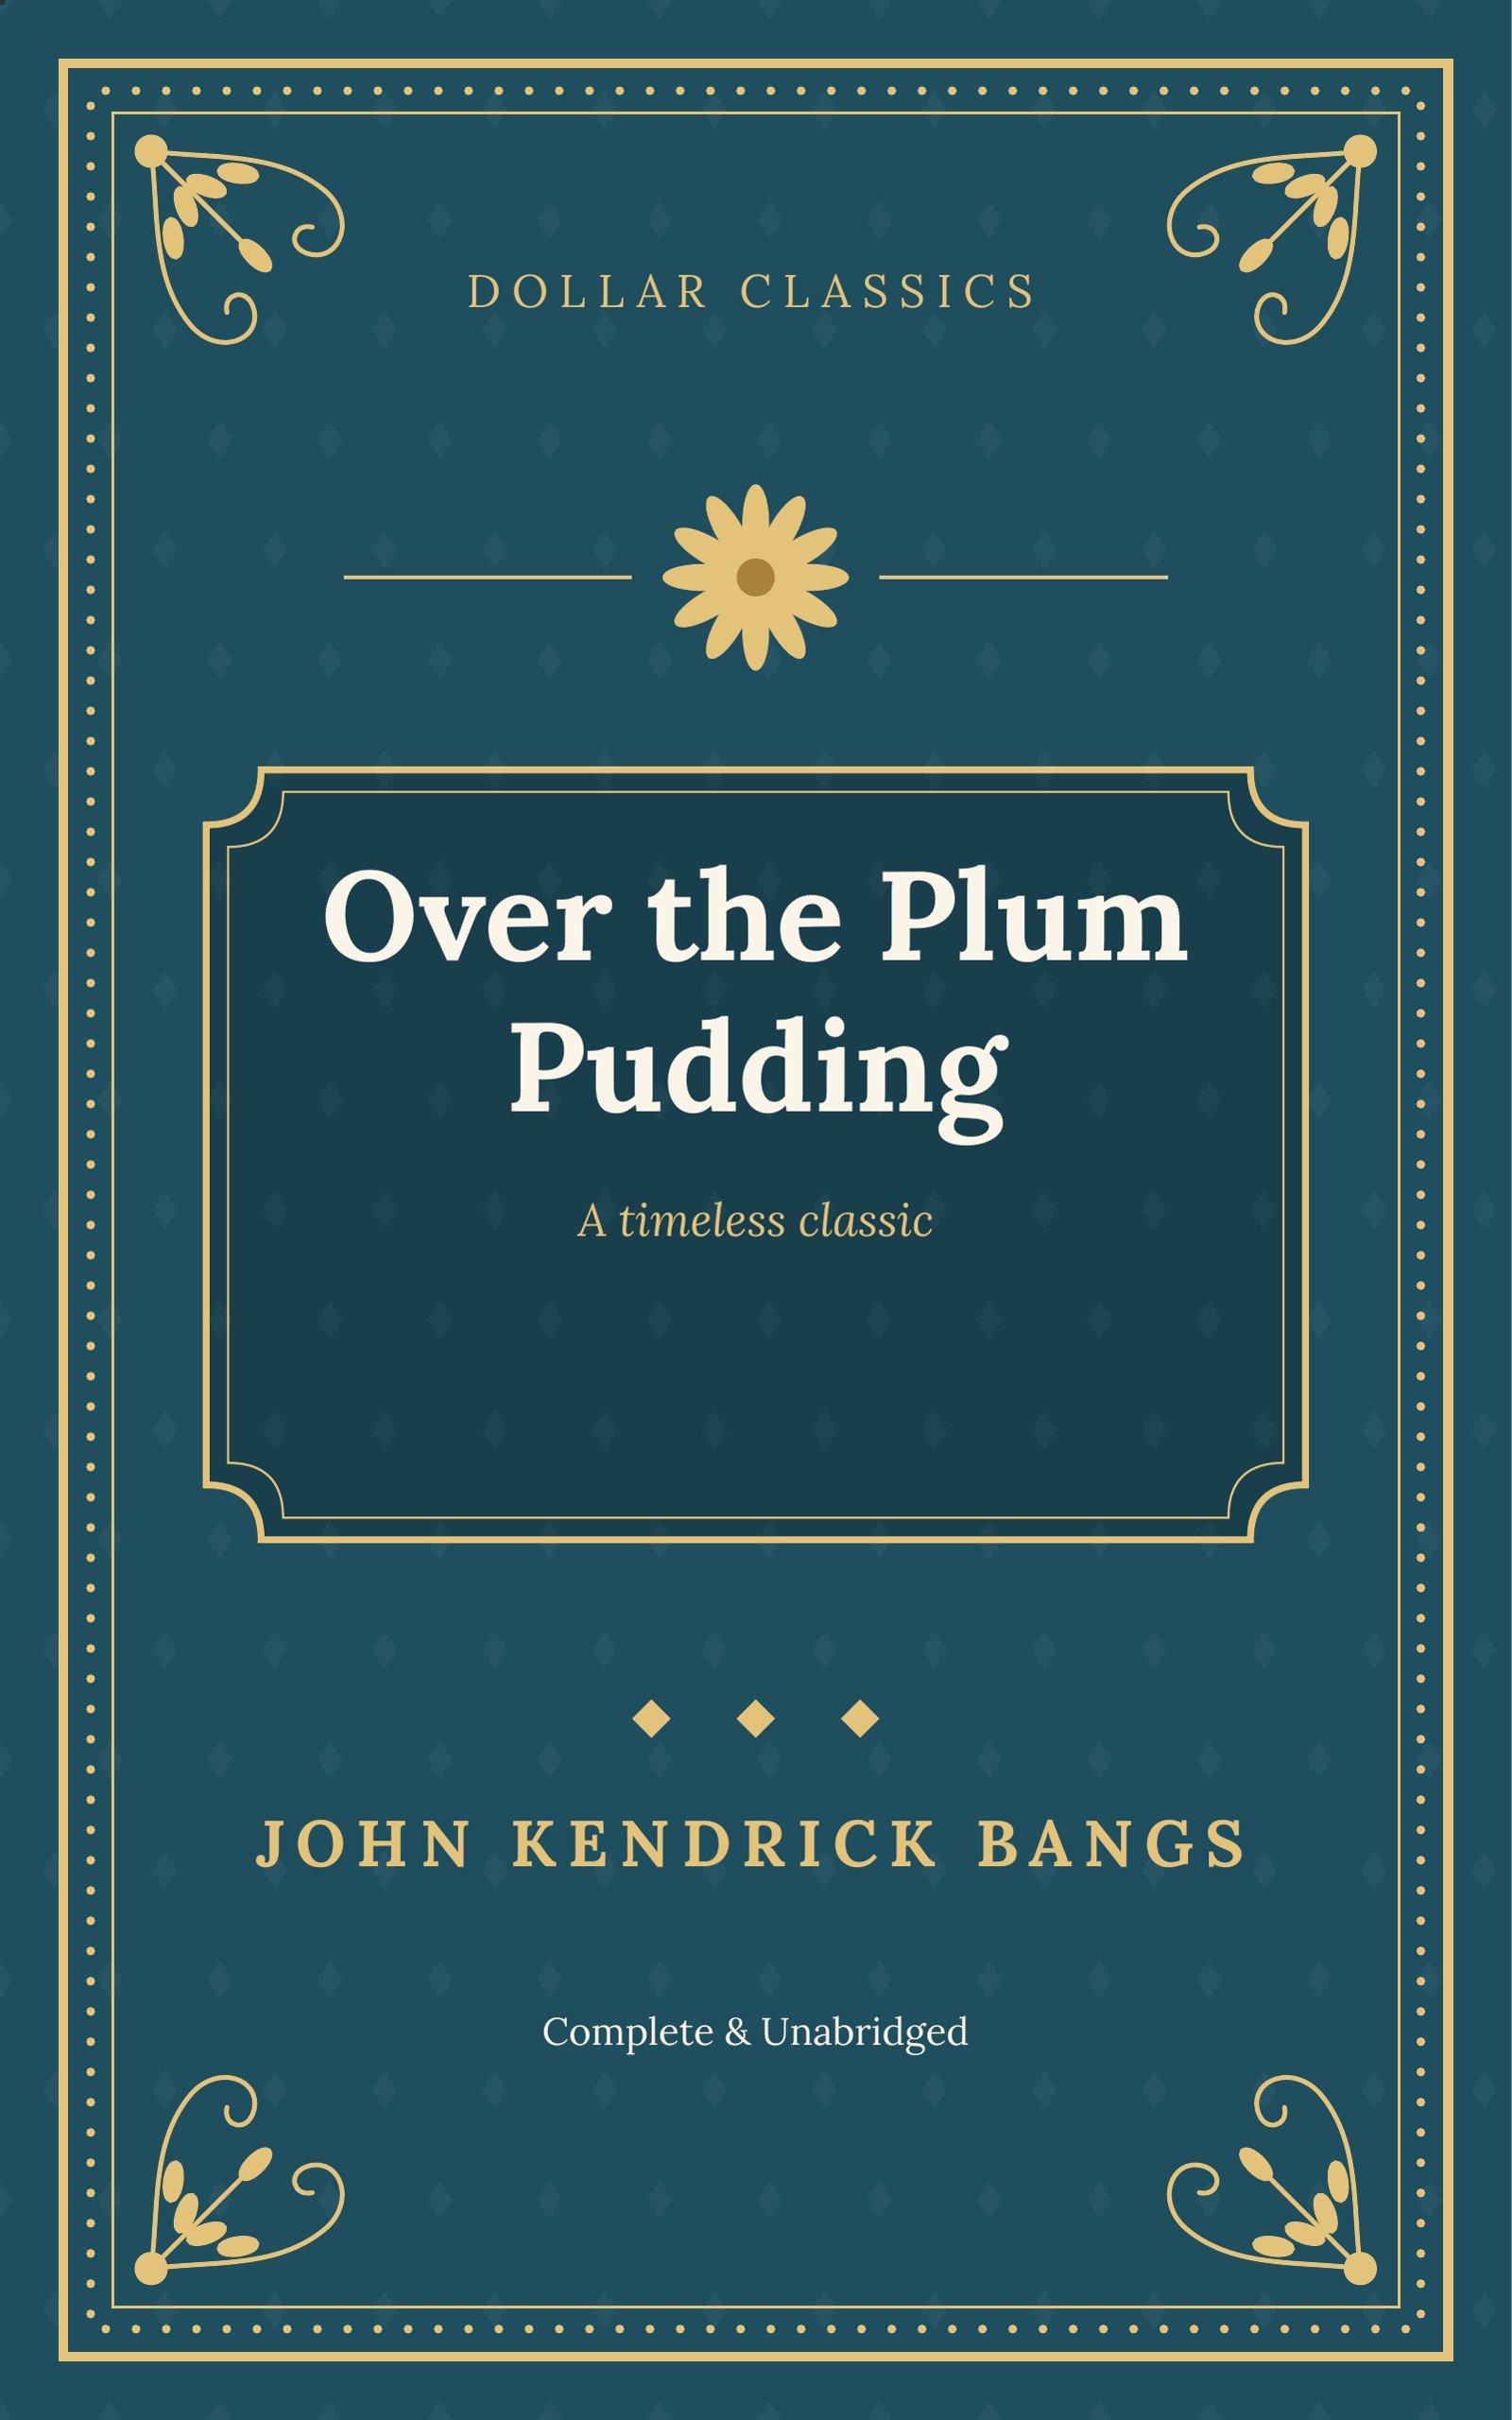 DOLLAR CLASSICS
Over the Plum
Pudding
A timeless classic
JOHN KENDRICK BANGS
Complete & Unabridged